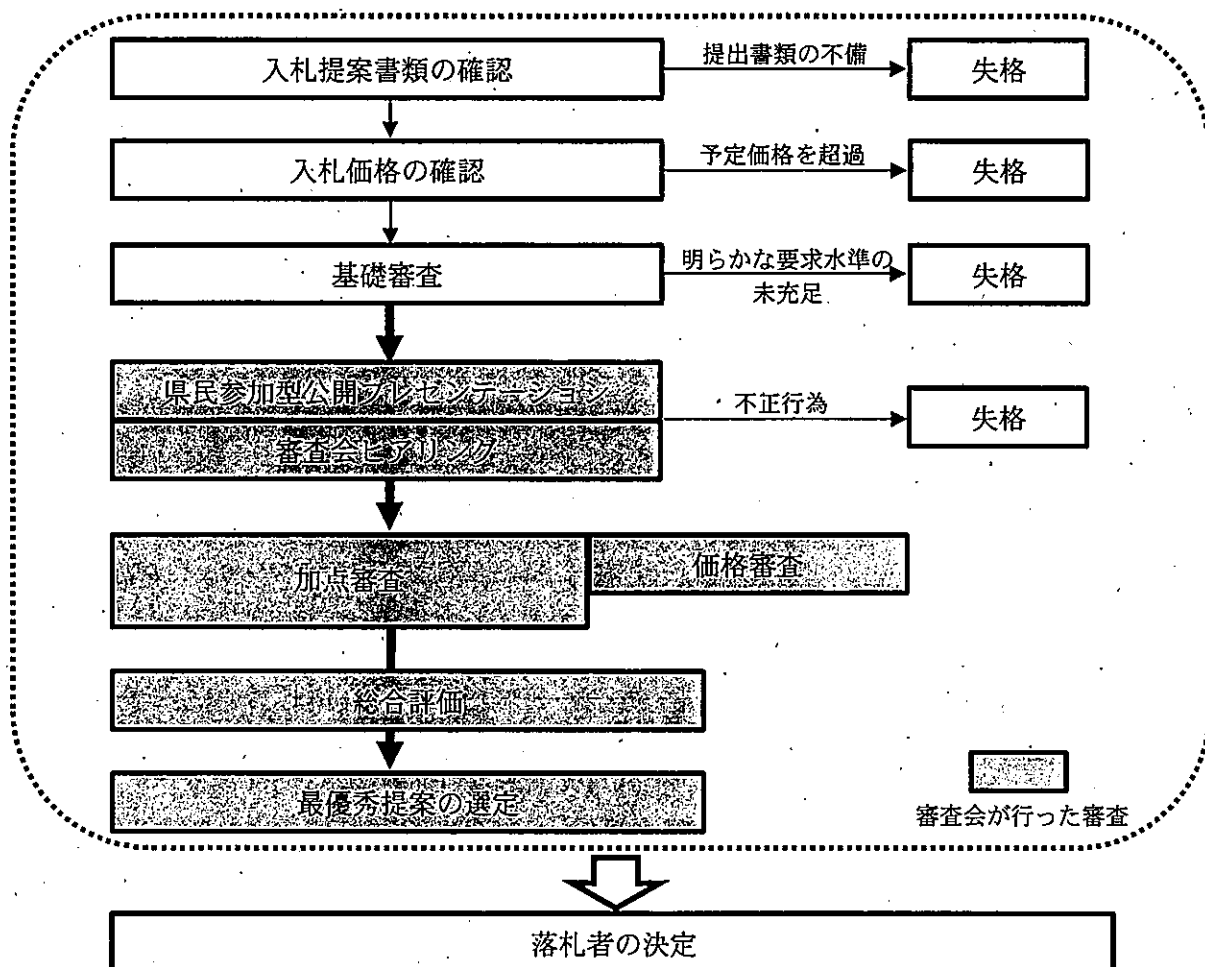 入札提案書類の確認
提出書類の不備
失格
入札価格の確認
予定価格を超過
失格
基礎審査
明らかな要求水準の
未充足
失格
県民参加型公開プレゼンテーション
審査会ヒアリング
不正行為
失格
加点審査
価格審査
総合評価
最優秀提案の選定
審査会が行った審査
落札者の決定